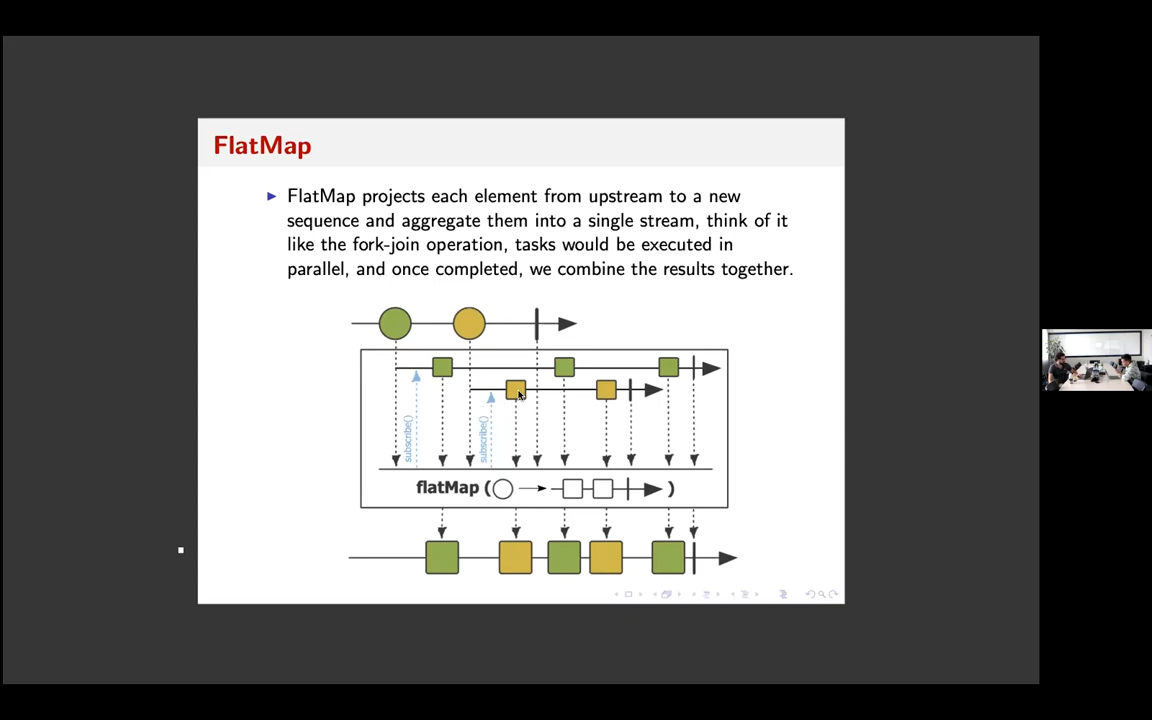 FlatMap
FlatMap projects each element from upstream to a new
sequence and aggregate them into a single stream, think of it
like the fork-join operation, tasks would be executed in
parallel, and once completed, we combine the results together.
subscribe()
subscribe()
flatMap ( )